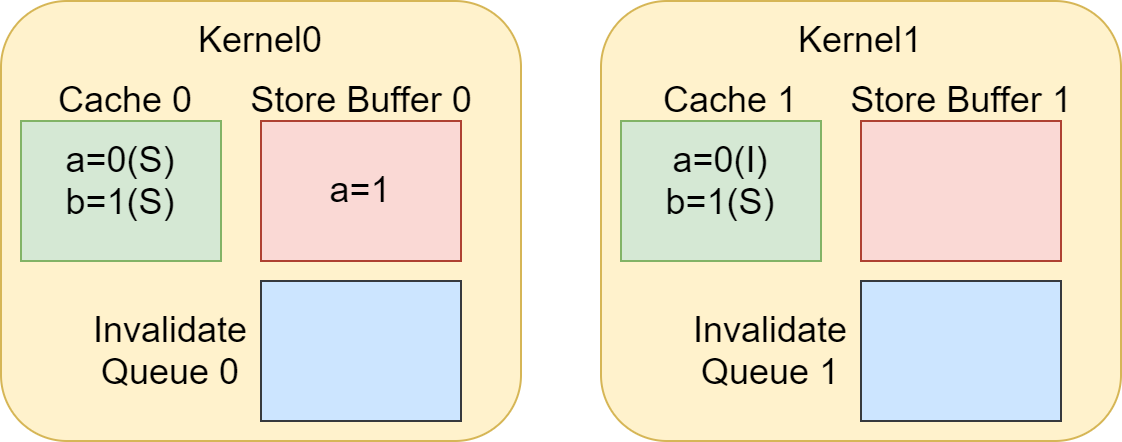 Kernel0
Cache 0
Store Buffer 0
a=0(S)
b=1(S)
a=1
Invalidate
Queue 0
Kernel1
Cache 1
Store Buffer 1
a=0(I)
b=1(S)
Invalidate
Queue 1